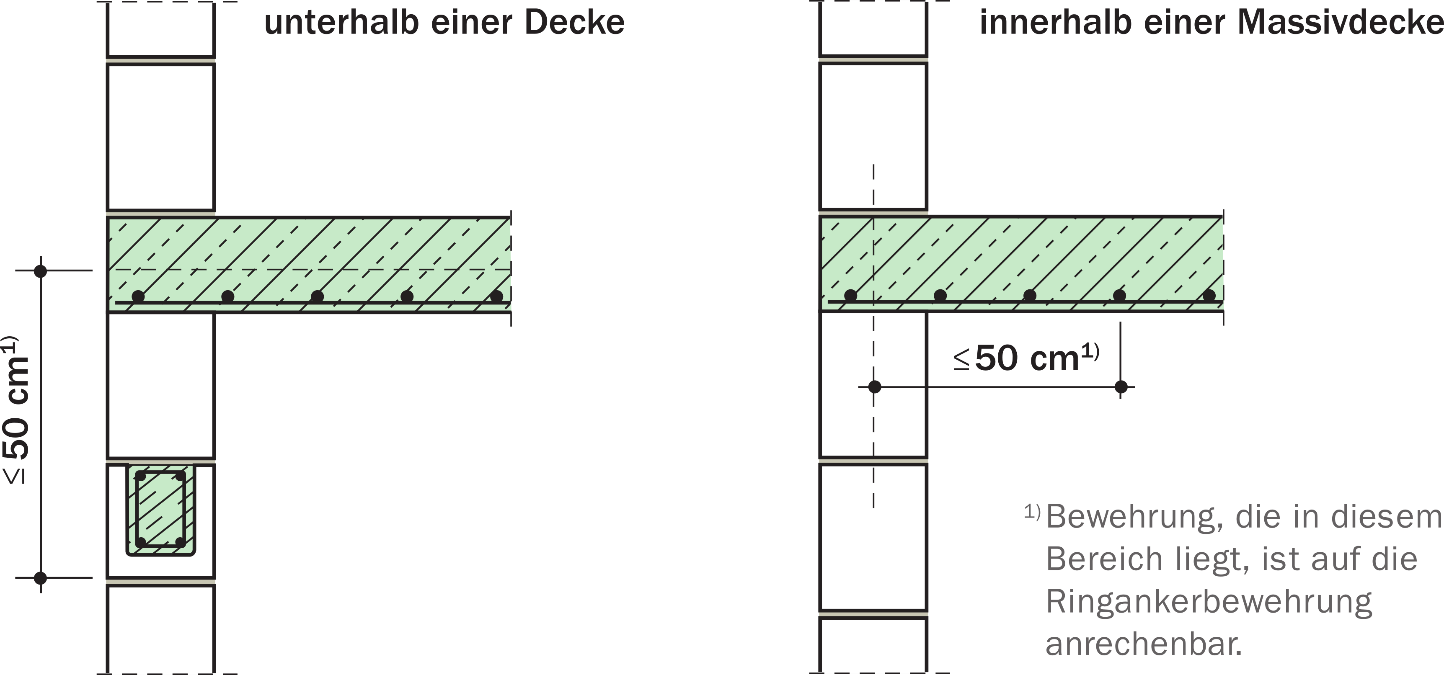 unterhalb einer Decke
innerhalb einer Massivdecke
≤ 50 cm¹⁾
≤ 50 cm¹⁾
¹⁾ Bewehrung, die in diesem
Bereich liegt, ist auf die
Ringankerbewehrung
anrechenbar.